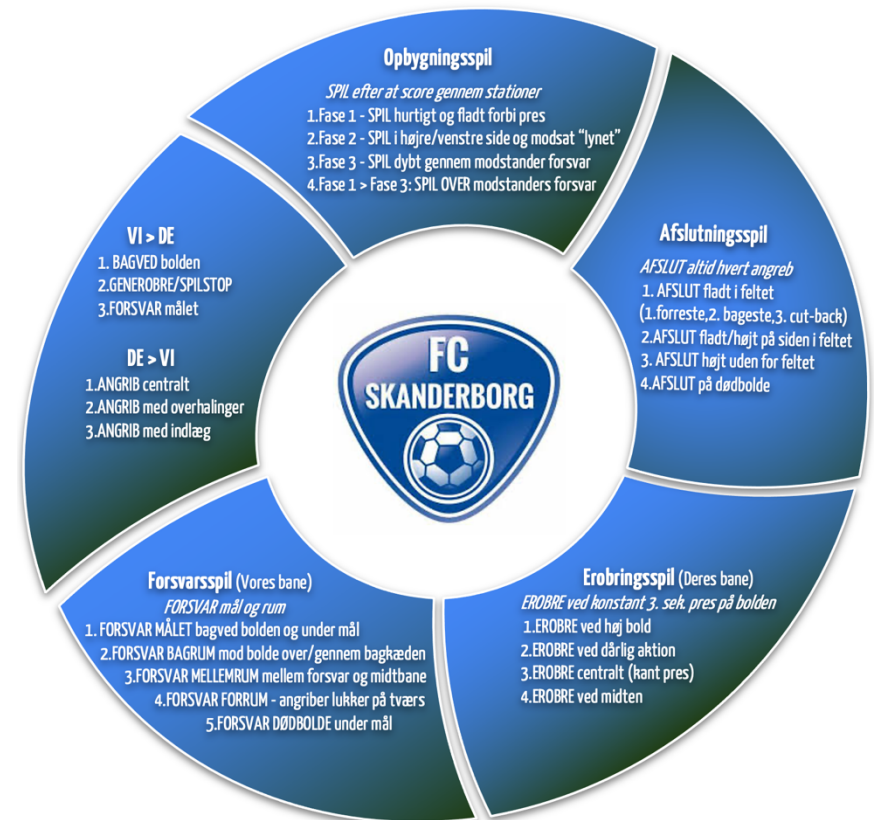 Opbygningsspil
SPIL efter at score gennem stationer
1.Fase 1 - SPIL hurtigt og fladt forbi pres
2.Fase 2 - SPIL i højre/venstre side og modsat “lynet”
3.Fase 3 - SPIL dybt gennem modstander forsvar
4.Fase 1 > Fase 3: SPIL OVER modstanders forsvar
Afslutningsspil
AFSLUT altid hvert angreb
1. AFSLUT fladt i feltet
(1.forreste,2. bageste,3. cut-back)
2.AFSLUT fladt/højt på siden i feltet
3. AFSLUT højt uden for feltet
4.AFSLUT på dødbolde
Erobringsspil (Deres bane)
EROBRE ved konstant 3. sek. pres på bolden
1.EROBRE ved høj bold
2.EROBRE ved dårlig aktion
3.EROBRE centralt (kant pres)
4.EROBRE ved midten
Forsvarsspil (Vores bane)
FORSVAR mål og rum
1. FORSVAR MÅLET bagved bolden og under mål
2.FORSVAR BAGRUM mod bolde over/gennem bagkæden
3.FORSVAR MELLEMRUM mellem forsvar og midtbane
4.FORSVAR FORRUM - angriber lukker på tværs
5.FORSVAR DØDBOLDE under mål
VI > DE
1. BAGVED bolden
2.GENEROBRE/SPILSTOP
3.FORSVAR målet
DE > VI
1.ANGRIB centralt
2.ANGRIB med overhalinger
3.ANGRIB med indlæg
FC
SKANDERBORG